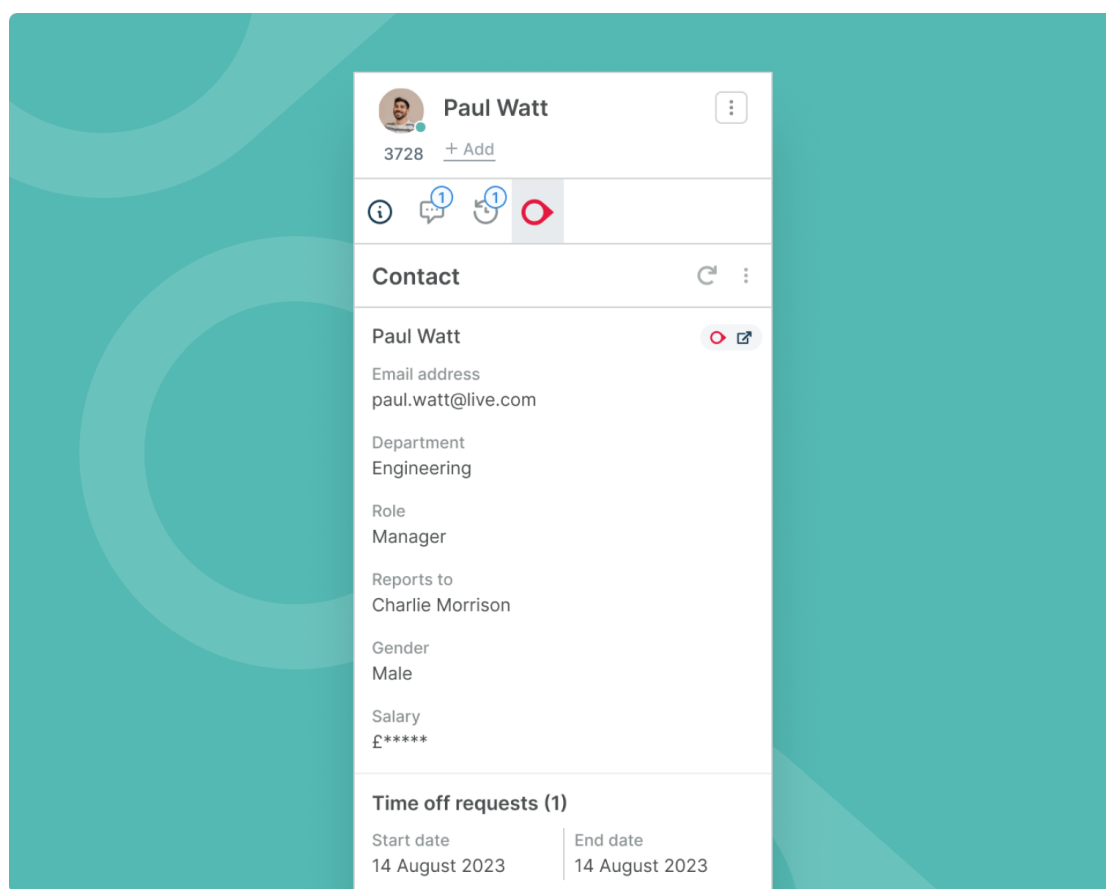 Paul Watt
3728 + Add
1 1
Contact
Paul Watt
Email address
paul.watt@live.com
Department
Engineering
Role
Manager
Reports to
Charlie Morrison
Gender
Male
Salary
£*****
Time off requests (1)
Start date End date
14 August 2023 14 August 2023